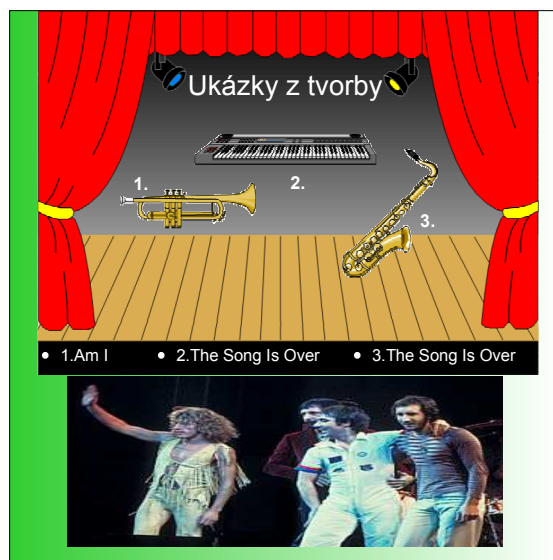 Ukázky z tvorby
1.
2.
3.
• 1.Am I • 2.The Song Is Over • 3.The Song Is Over